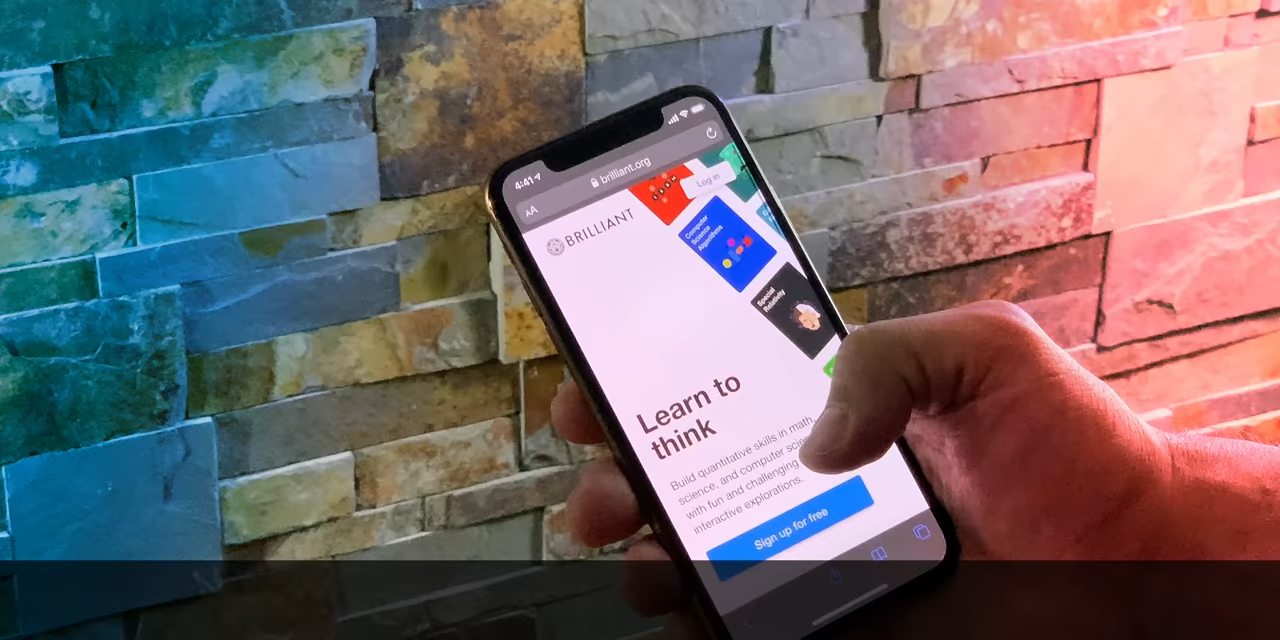 4:41
AA
brilliant.org
Log in
BRILLIANT
Computer
Science
Algorithms
Special
Relativity
Learn to
think
Build quantitative skills in math,
science, and computer science
with fun and challenging
interactive explorations.
Sign up for free